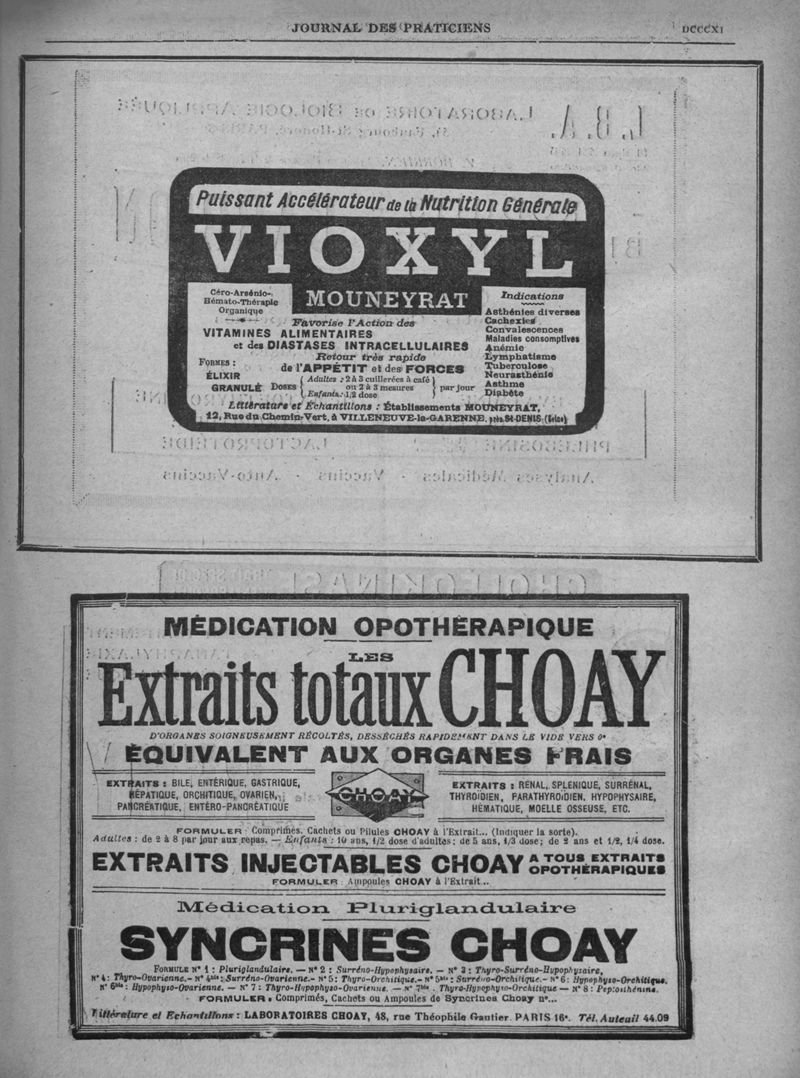 JOURNAL DES PRATICIENS
DCCCXI
L.B.A. LABORATOIRE DE BIOLOGIE APPLIQUÉE
Puissant Accélérateur de la Nutrition Générale
VIOXYL
MOUNEYRAT
Céro-Arsénio-
Hémato-Thérapie
Organique
Favorise l'Action des
VITAMINES ALIMENTAIRES
et des DIASTASES INTRACELLULAIRES
Retour très rapide
de l'APPÉTIT et des FORCES
FORMES :
ÉLIXIR
GRANULÉ
DOSES
Adultes : 2 à 3 cuillerées à café
ou 2 à 3 mesures
Enfants : 1/2 dose
par jour
Indications
Asthénies diverses
Cachexies
Convalescences
Maladies consomptives
Anémie
Lymphatisme
Tuberculose
Neurasthénie
Asthme
Diabète
Littérature et Échantillons : Établissements MOUNEYRAT,
12, Rue du Chemin-Vert, à VILLENEUVE-la-GARENNE, près St-DENIS (Seine)
LACTOPROTÉIDE
Analyses Médicales - Vaccins - Auto-Vaccins
MÉDICATION OPOTHÉRAPIQUE
LES
Extraits totaux CHOAY
D'ORGANES SOIGNEUSEMENT RÉCOLTÉS, DESSÉCHÉS RAPIDEMENT DANS LE VIDE VERS 0°
ÉQUIVALENT AUX ORGANES FRAIS
EXTRAITS : BILE, ENTÉRIQUE, GASTRIQUE,
HÉPATIQUE, ORCHITIQUE, OVARIEN,
PANCRÉATIQUE, ENTÉRO-PANCRÉATIQUE
CHOAY
EXTRAITS : RÉNAL, SPLÉNIQUE, SURRÉNAL,
THYROÏDIEN, PARATHYROïDIEN, HYPOPHYSAIRE,
HÉMATIQUE, MOELLE OSSEUSE, ETC.
FORMULER : Comprimés, Cachets ou Pilules CHOAY à l'Extrait... (Indiquer la sorte).
Adultes : de 2 à 8 par jour aux repas. — Enfants : 10 ans, 1/2 dose d'adultes; de 5 ans, 1/3 dose; de 2 ans et 1/2, 1/4 dose.
EXTRAITS INJECTABLES CHOAY A TOUS EXTRAITS
OPOTHÉRAPIQUES
FORMULER : Ampoules CHOAY à l'Extrait...
Médication Pluriglandulaire
SYNCRINES CHOAY
FORMULE N° 1 : Pluriglandulaire. — N° 2 : Surréno-Hypophysaire. — N° 3 : Thyro-Surréno-Hypophysaire,
N° 4 : Thyro-Ovarienne.- N° 4bis : Surréno-Ovarienne.- N° 5 : Thyro-Orchitique.- N° 5bis : Surréno-Orchitique.- N° 6 : Hypophyso-Orchitique,
N° 6bis : Hypophyso-Ovarienne. — N° 7 : Thyro-Hypophyso-Ovarienne. — N° 7bis : Thyro-Hypophyso-Orchitique — N° 8 : Peptosthénine.
FORMULER : Comprimés, Cachets ou Ampoules de Syncrines Choay n°...
Littérature et Echantillons : LABORATOIRES CHOAY, 48, rue Théophile Gautier. PARIS 16e. Tél. Auteuil 44.09